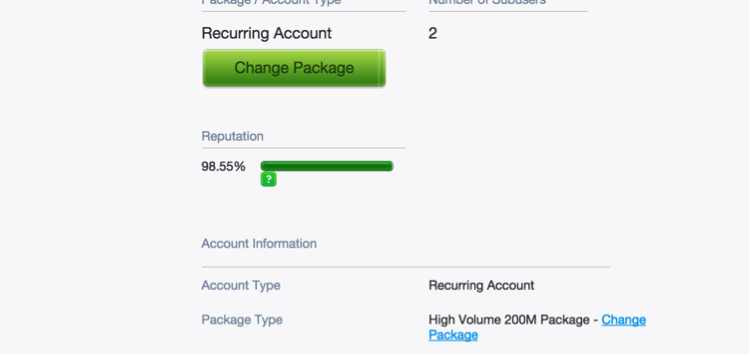 Package / Account Type
Number of Subusers
Recurring Account
2
Change Package
Reputation
98.55%
?
Account Information
Account Type
Recurring Account
Package Type
High Volume 200M Package - Change
Package